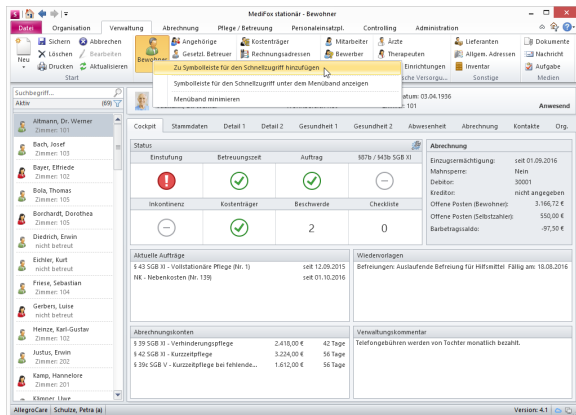 MediFox stationär - Bewohner
Datei Organisation Verwaltung Abrechnung Pflege / Betreuung Personaleinsatzpl. Controlling Administration
Neu
Sichern Abbrechen
Löschen / Bearbeiten
Drucken Aktualisieren
Start
Bewohner
Angehörige Kostenträger Mitarbeiter Ärzte
Gesetzl. Betreuer Rechnungsadressen Bewerber Therapeuten
Einrichtungen
Lieferanten
Allgem. Adressen
Inventar
Sonstige
Dokumente
Nachricht
Aufgabe
Medien
Zu Symbolleiste für den Schnellzugriff hinzufügen
Symbolleiste für den Schnellzugriff unter dem Menüband anzeigen
Menüband minimieren
Suchbegriff...
Aktiv (69)
Altmann, Dr. Werner
Zimmer: 101
Bach, Josef
Zimmer: 103
Bayer, Elfriede
Zimmer: 102
Bola, Thomas
Zimmer: 105
Borchardt, Dorothea
Zimmer: 105
Diedrich, Erwin
nicht betreut
Eichler, Kurt
nicht betreut
Friese, Sebastian
Zimmer: 104
Gerbers, Luise
nicht betreut
Heinze, Karl-Gustav
Zimmer: 102
Justus, Erwin
Zimmer: 202
Kamp, Hannelore
Zimmer: 201
Kämper, Uwe
03.04.1936
101
Anwesend
Cockpit Stammdaten Detail 1 Detail 2 Gesundheit 1 Gesundheit 2 Abwesenheit Abrechnung Kontakte Org.
Status
Einstufung Betreuungszeit Auftrag §87b / §43b SGB XI
Inkontinenz Kostenträger Beschwerde Checkliste
2 0
Abrechnung
Einzugsermächtigung: seit 01.09.2016
Mahnsperre: Nein
Debitor: 30001
Kreditor: nicht angegeben
Offene Posten (Bewohner): 3.166,72 €
Offene Posten (Selbstzahler): 550,00 €
Barbetragssaldo: -97,50 €
Aktuelle Aufträge
§ 43 SGB XI - Vollstationäre Pflege (Nr. 1) seit 12.09.2015
NK - Nebenkosten (Nr. 139) seit 01.10.2016
Wiedervorlagen
Befreiungen: Auslaufende Befreiung für Hilfsmittel Fällig am: 18.08.2016
Abrechnungskonten
§ 39 SGB XI - Verhinderungspflege 2.418,00 € 42 Tage
§ 42 SGB XI - Kurzzeitpflege 3.224,00 € 56 Tage
§ 39c SGB V - Kurzzeitpflege bei fehlende... 1.612,00 € 56 Tage
Verwaltungskommentar
Telefongebühren werden von Tochter monatlich bezahlt.
AllegroCare Schulze, Petra (a) Version: 4.1